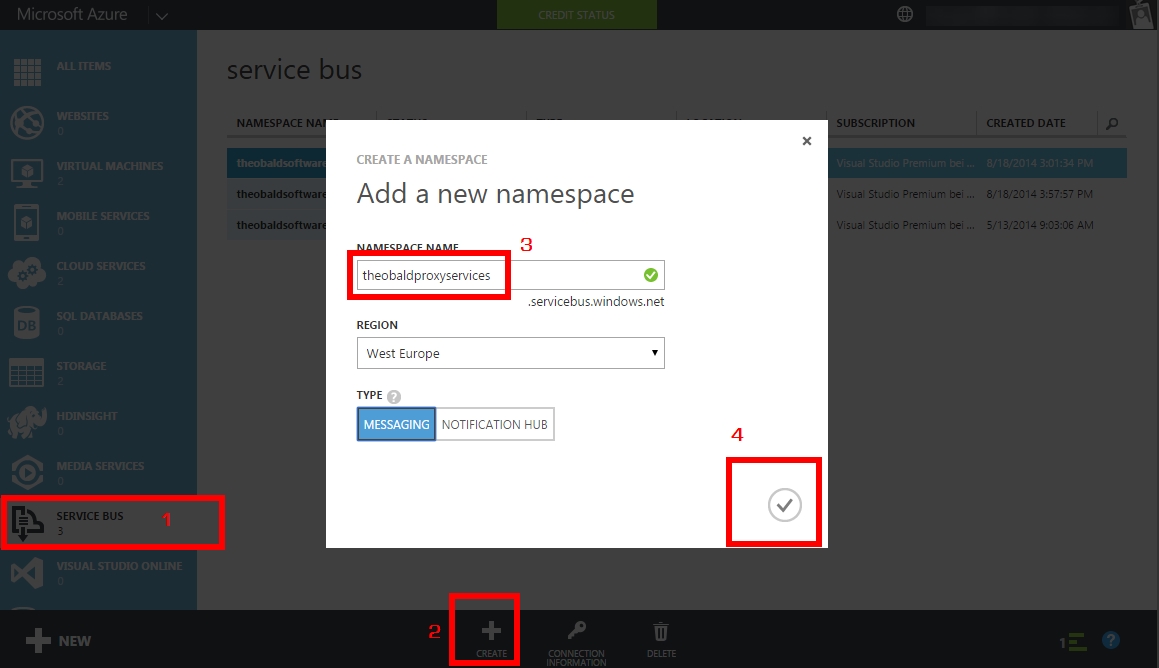 Microsoft Azure
CREDIT STATUS
ALL ITEMS
WEBSITES
0
VIRTUAL MACHINES
2
MOBILE SERVICES
0
CLOUD SERVICES
2
DB
SQL DATABASES
0
STORAGE
2
HDINSIGHT
0
MEDIA SERVICES
0
SERVICE BUS
3
1
VISUAL STUDIO ONLINE
0
service bus
NAMESPACE NAME STATUS TYPE LOCATION SUBSCRIPTION CREATED DATE
theobaldsoftware Visual Studio Premium bei ... 8/18/2014 3:01:34 PM
theobaldsoftware Visual Studio Premium bei ... 8/18/2014 3:57:57 PM
theobaldsoftware Visual Studio Premium bei ... 5/13/2014 9:03:06 AM
CREATE A NAMESPACE
Add a new namespace
NAMESPACE NAME
3
theobaldproxyservices
.servicebus.windows.net
REGION
West Europe
TYPE ?
MESSAGING NOTIFICATION HUB
4
NEW
2
CREATE
CONNECTION
INFORMATION
DELETE
1
?